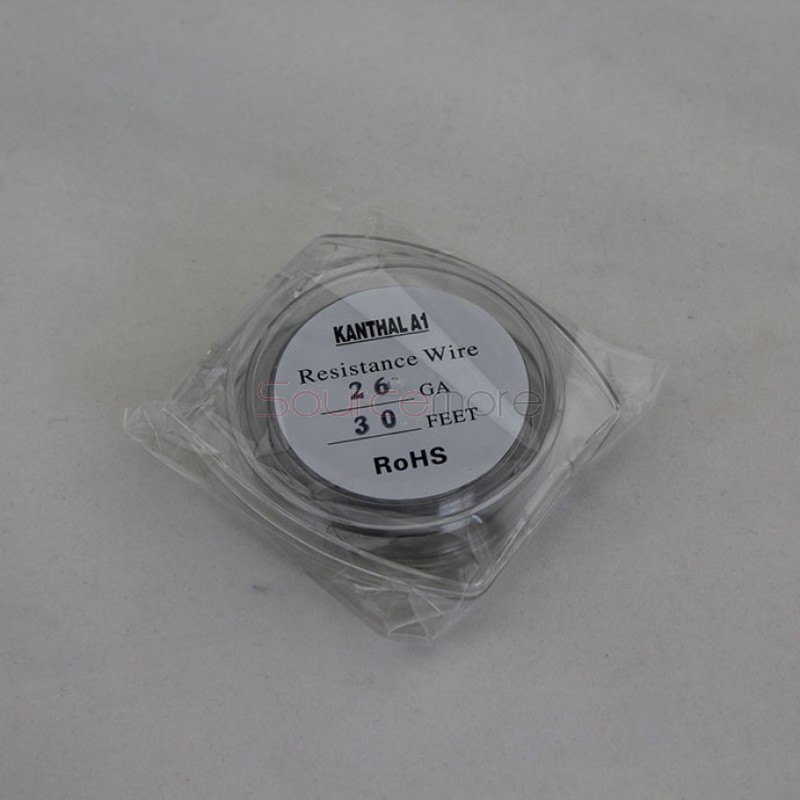 KANTHAL A1
Resistance Wire
26 GA
30 FEET
RoHS
Sourcemore